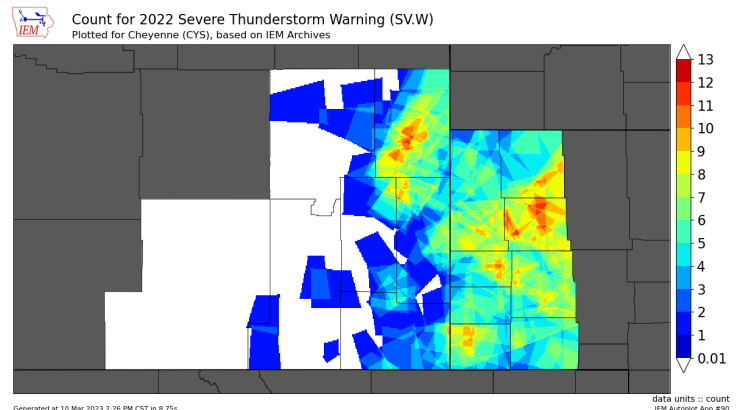 IEM
Count for 2022 Severe Thunderstorm Warning (SV.W)
Plotted for Cheyenne (CYS), based on IEM Archives
13
12
11
10
9
8
7
6
5
4
3
2
1
0.01
data units :: count
Generated at 10 Mar 2023 2:26 PM CST in 8.75s
IEM Autoplot App #90